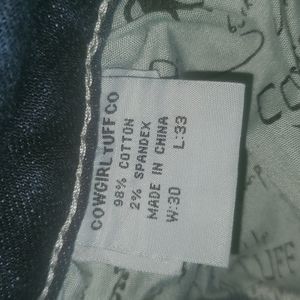 COWGIRL TUFF CO
98% COTTON
2% SPANDEX
MADE IN CHINA
W:30 L:33